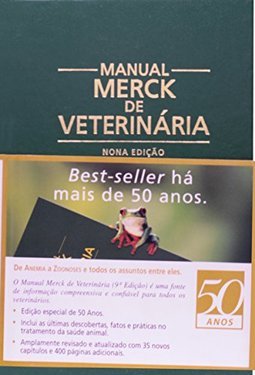 MANUAL
MERCK
DE
VETERINÁRIA
NONA EDIÇÃO
Best-seller há
mais de 50 anos.
De Anemia a Zoonoses e todos os assuntos entre eles.
O Manual Merck de Veterinária (9ª Edição) é uma fonte
de informação compreensiva e confiável para todos os
veterinários.
• Edição especial de 50 Anos.
• Inclui as últimas descobertas, fatos e práticas no
tratamento da saúde animal.
• Amplamente revisado e atualizado com 35 novos
capítulos e 400 páginas adicionais.
50
ANOS